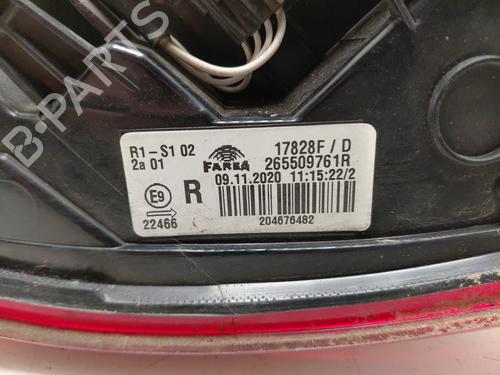 R1-S1 02
2a 01
FARBA
17828F / D
265509761R
09.11.2020 11:15:22/2
E9
R
22466
204676482
B-PARTS